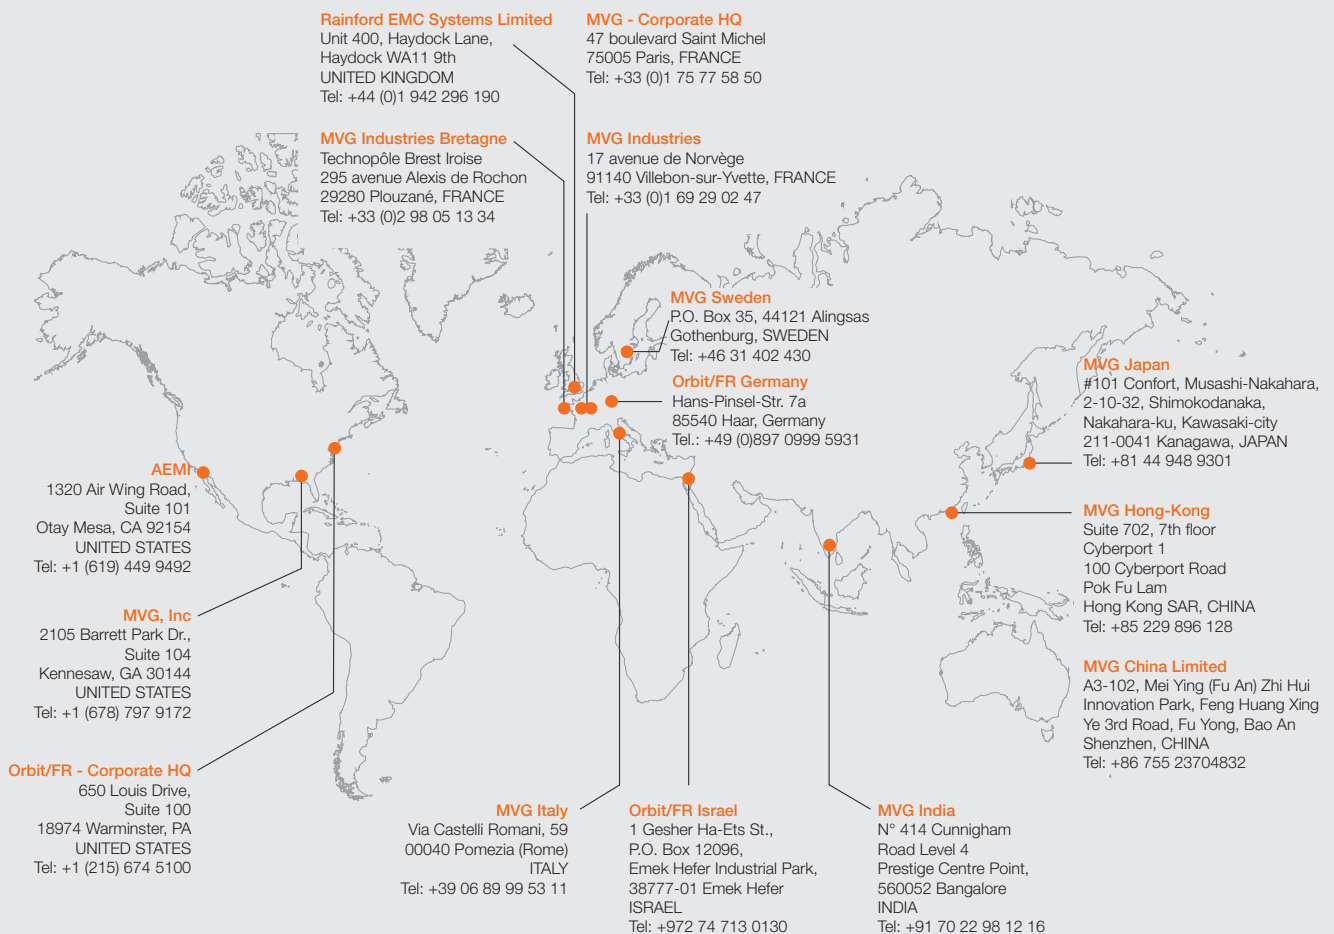 Rainford EMC Systems Limited
Unit 400, Haydock Lane,
Haydock WA11 9th
UNITED KINGDOM
Tel: +44 (0)1 942 296 190
MVG - Corporate HQ
47 boulevard Saint Michel
75005 Paris, FRANCE
Tel: +33 (0)1 75 77 58 50
MVG Industries Bretagne
Technopôle Brest Iroise
295 avenue Alexis de Rochon
29280 Plouzané, FRANCE
Tel: +33 (0)2 98 05 13 34
MVG Industries
17 avenue de Norvège
91140 Villebon-sur-Yvette, FRANCE
Tel: +33 (0)1 69 29 02 47
MVG Sweden
P.O. Box 35, 44121 Alingsas
Gothenburg, SWEDEN
Tel: +46 31 402 430
Orbit/FR Germany
Hans-Pinsel-Str. 7a
85540 Haar, Germany
Tel.: +49 (0)897 0999 5931
MVG Japan
#101 Confort, Musashi-Nakahara,
2-10-32, Shimokodanaka,
Nakahara-ku, Kawasaki-city
211-0041 Kanagawa, JAPAN
Tel: +81 44 948 9301
AEMI
1320 Air Wing Road,
Suite 101
Otay Mesa, CA 92154
UNITED STATES
Tel: +1 (619) 449 9492
MVG Hong-Kong
Suite 702, 7th floor
Cyberport 1
100 Cyberport Road
Pok Fu Lam
Hong Kong SAR, CHINA
Tel: +85 229 896 128
MVG, Inc
2105 Barrett Park Dr.,
Suite 104
Kennesaw, GA 30144
UNITED STATES
Tel: +1 (678) 797 9172
MVG China Limited
A3-102, Mei Ying (Fu An) Zhi Hui
Innovation Park, Feng Huang Xing
Ye 3rd Road, Fu Yong, Bao An
Shenzhen, CHINA
Tel: +86 755 23704832
Orbit/FR - Corporate HQ
650 Louis Drive,
Suite 100
18974 Warminster, PA
UNITED STATES
Tel: +1 (215) 674 5100
MVG Italy
Via Castelli Romani, 59
00040 Pomezia (Rome)
ITALY
Tel: +39 06 89 99 53 11
Orbit/FR Israel
1 Gesher Ha-Ets St.,
P.O. Box 12096,
Emek Hefer Industrial Park,
38777-01 Emek Hefer
ISRAEL
Tel: +972 74 713 0130
MVG India
N° 414 Cunnigham
Road Level 4
Prestige Centre Point,
560052 Bangalore
INDIA
Tel: +91 70 22 98 12 16